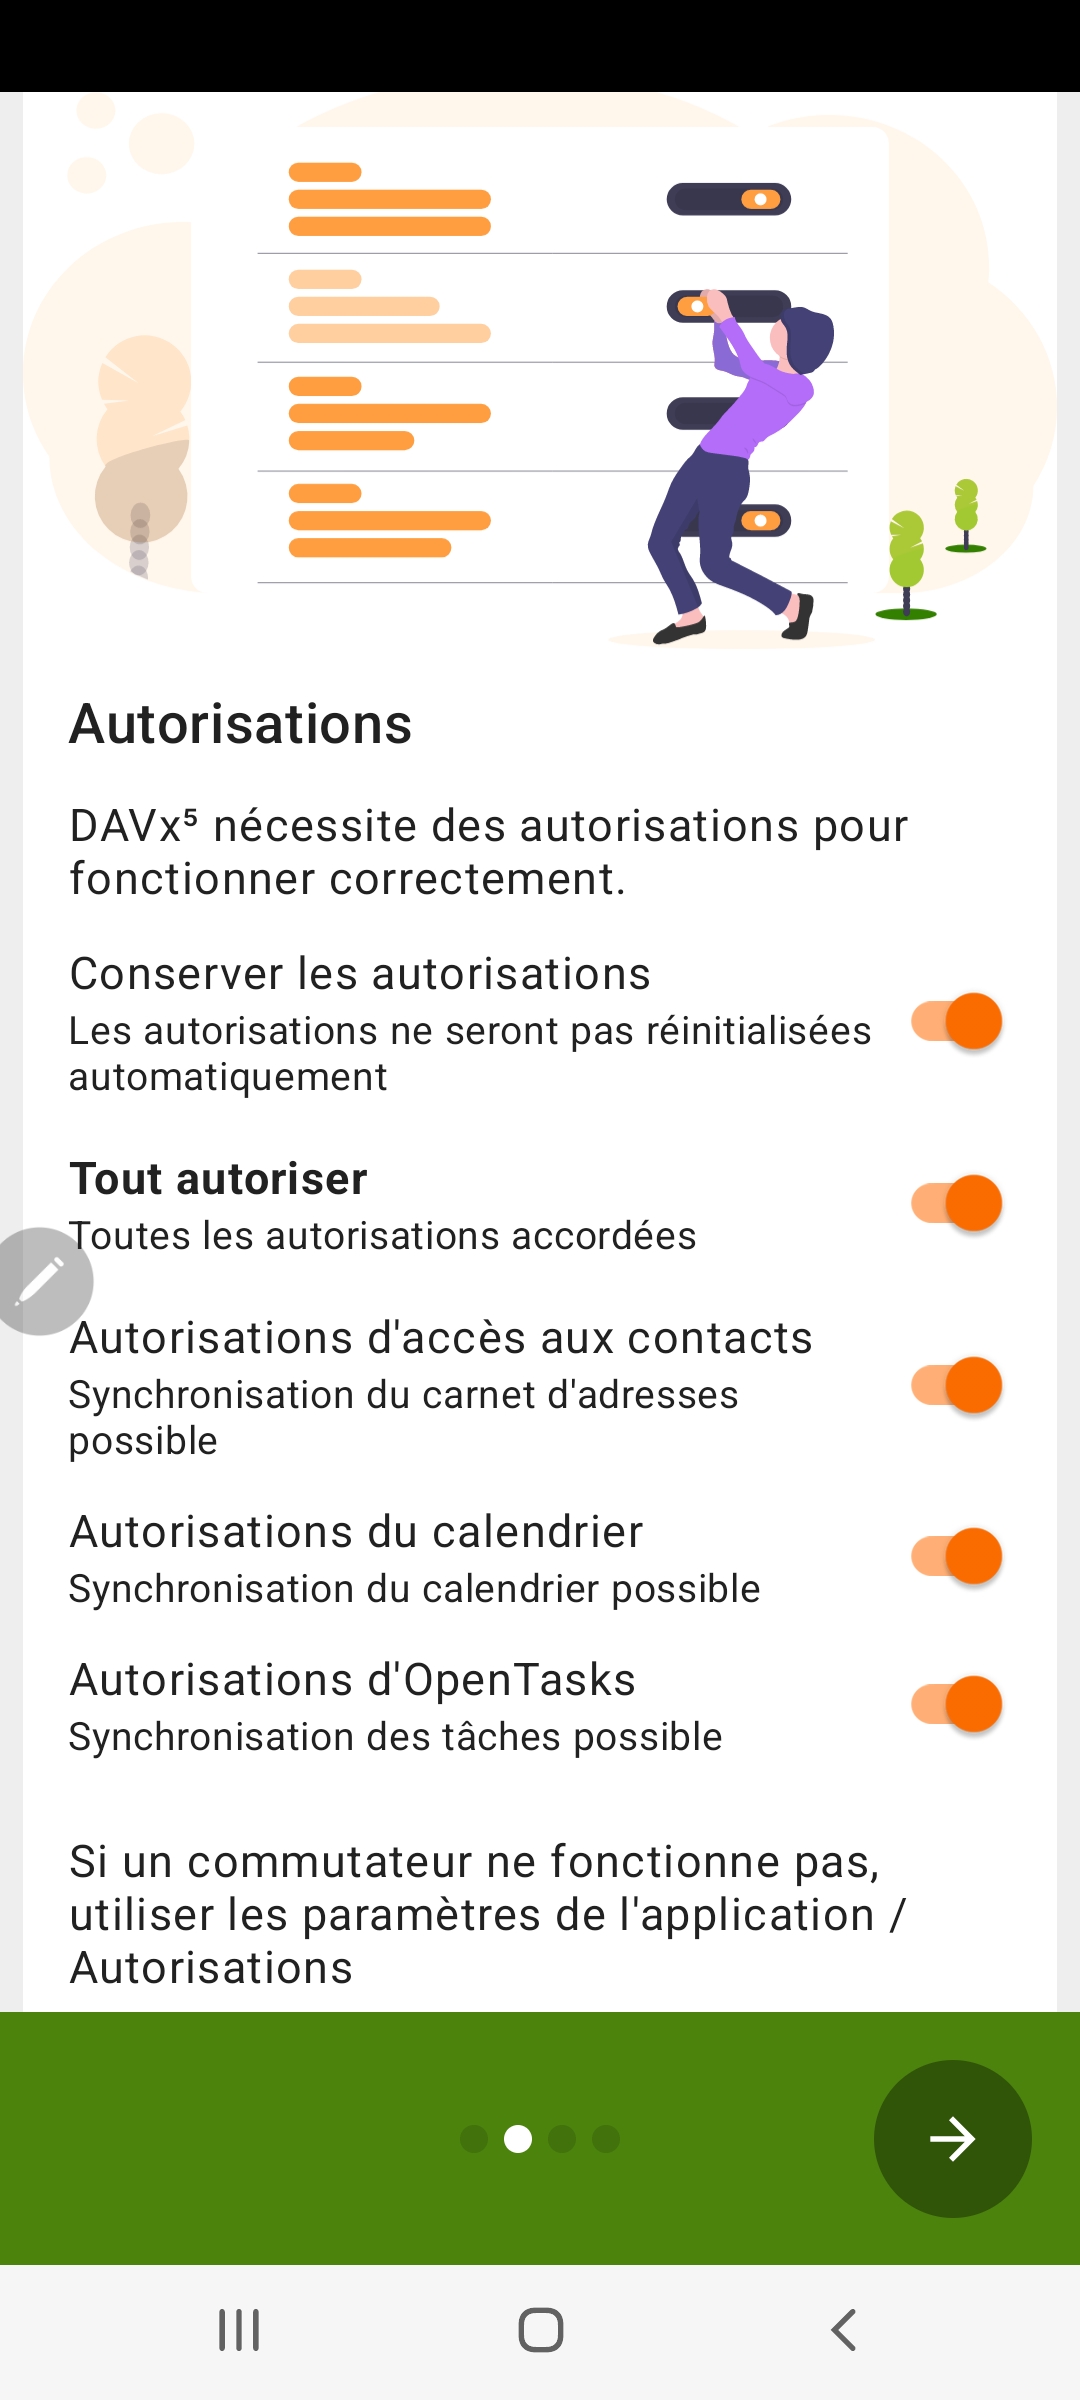 Autorisations
DAVx⁵ nécessite des autorisations pour
fonctionner correctement.
Conserver les autorisations
Les autorisations ne seront pas réinitialisées
automatiquement
Tout autoriser
Toutes les autorisations accordées
Autorisations d'accès aux contacts
Synchronisation du carnet d'adresses
possible
Autorisations du calendrier
Synchronisation du calendrier possible
Autorisations d'OpenTasks
Synchronisation des tâches possible
Si un commutateur ne fonctionne pas,
utiliser les paramètres de l'application /
Autorisations